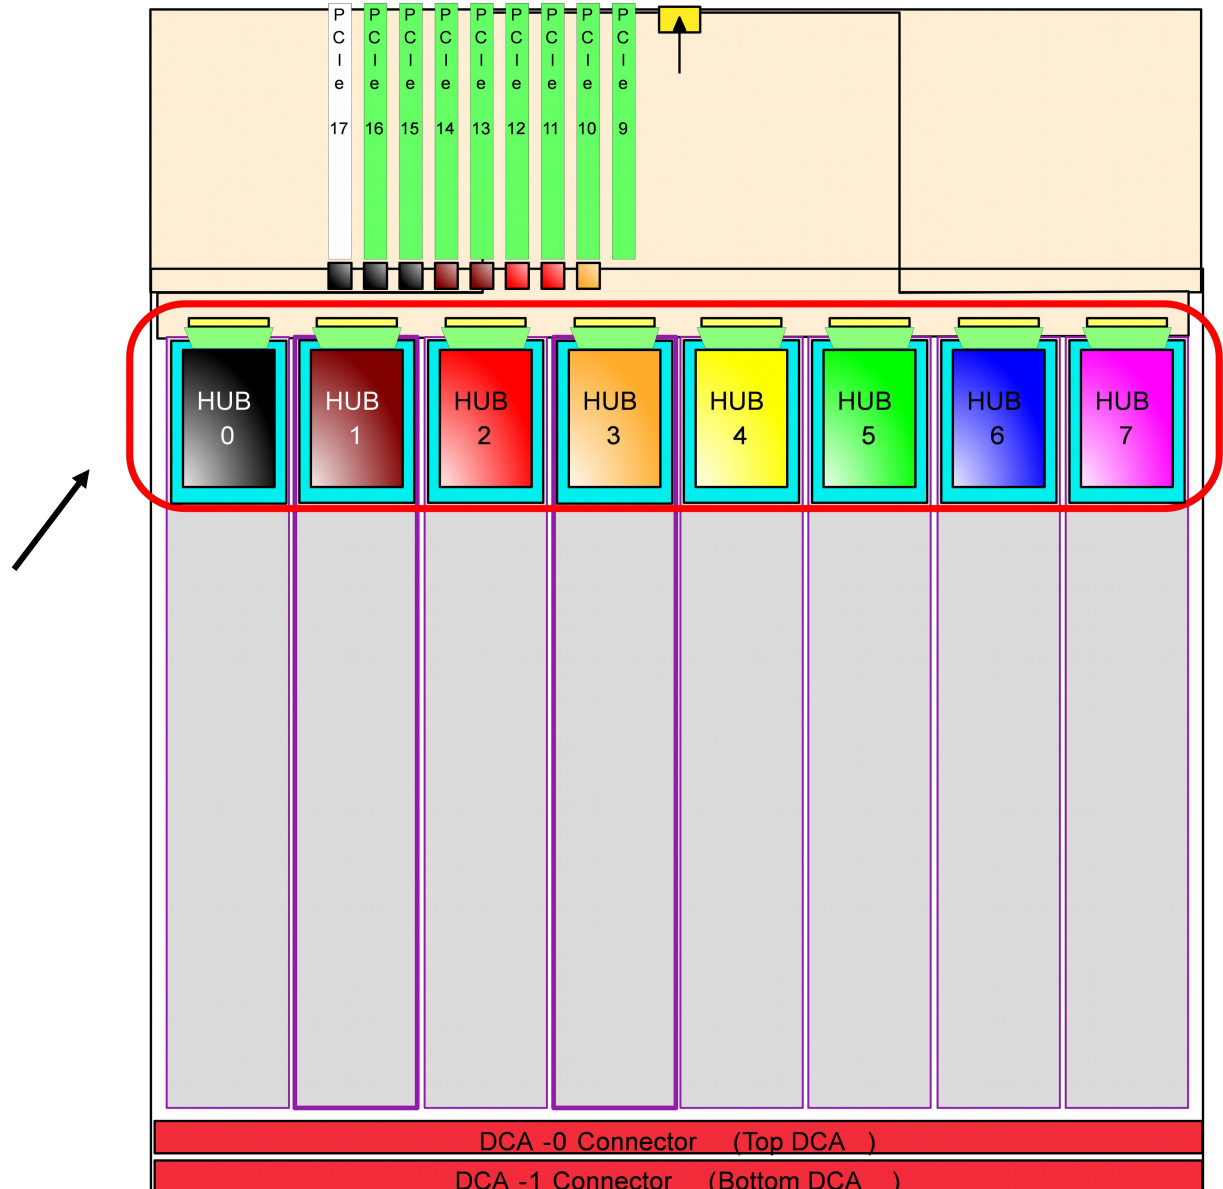 PCIe 17
PCIe 16
PCIe 15
PCIe 14
PCIe 13
PCIe 12
PCIe 11
PCIe 10
PCIe 9
HUB 0
HUB 1
HUB 2
HUB 3
HUB 4
HUB 5
HUB 6
HUB 7
DCA -0 Connector (Top DCA )
DCA -1 Connector (Bottom DCA )